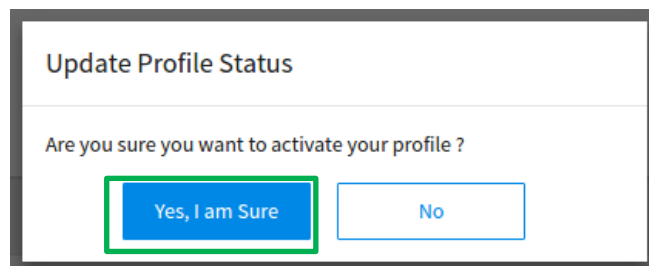 Update Profile Status
Are you sure you want to activate your profile ?
Yes, I am Sure
No